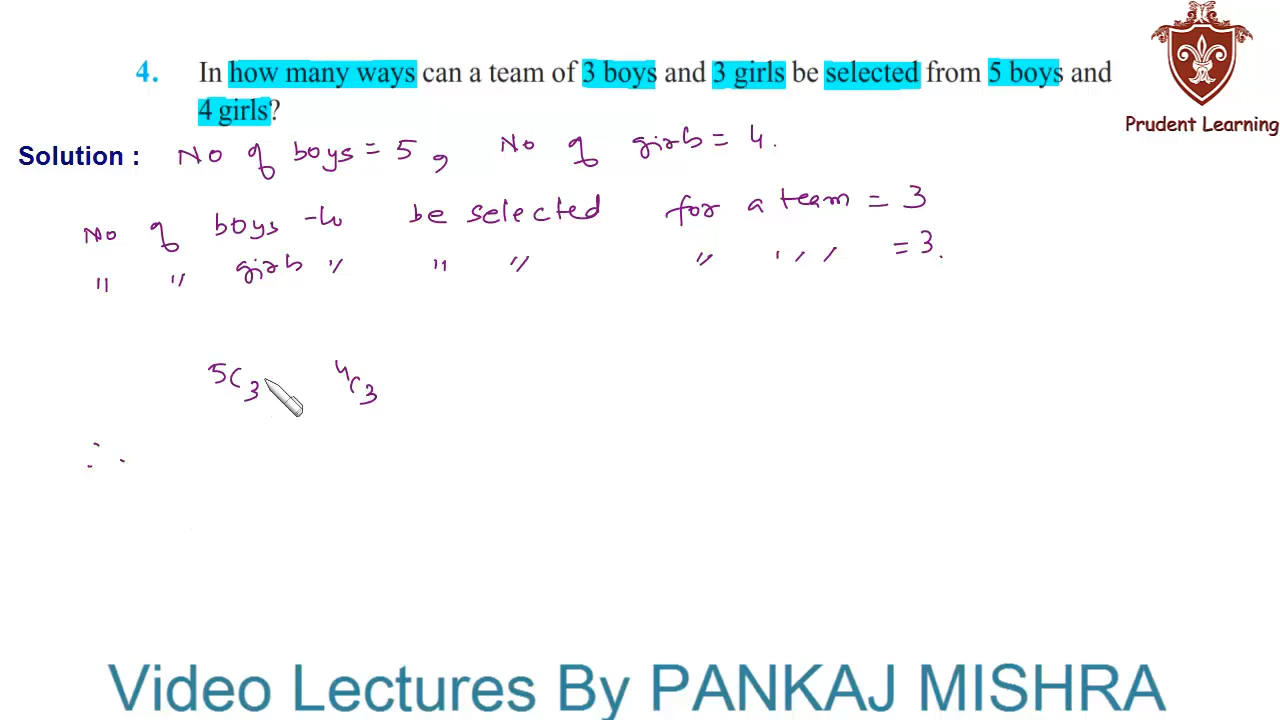 4. In how many ways can a team of 3 boys and 3 girls be selected from 5 boys and
4 girls?
Prudent Learning
Solution : No of boys = 5, No of girls = 4.
No of boys to be selected for a team = 3
" " girls " " " " " " = 3.
5C3 4C3
∴
Video Lectures By PANKAJ MISHRA